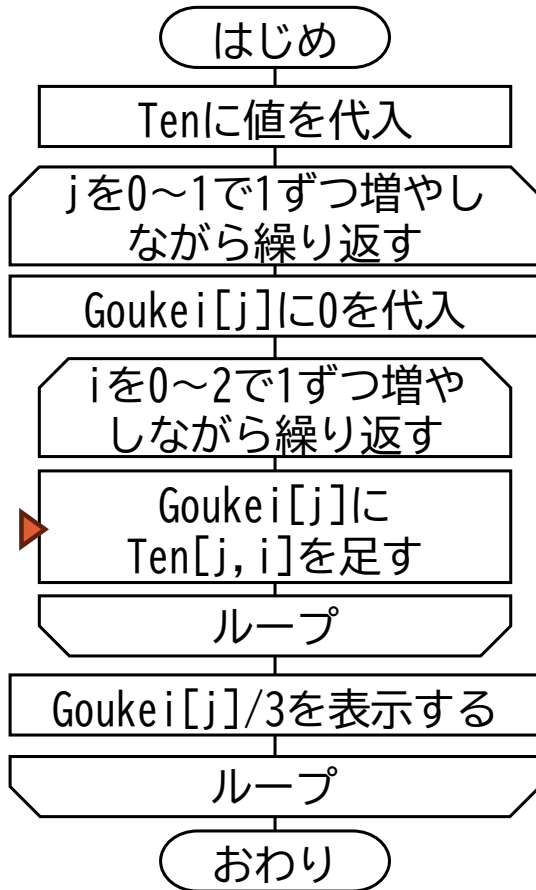 はじめ
Tenに値を代入
jを0～1で1ずつ増やし
ながら繰り返す
Goukei[j]に0を代入
iを0～2で1ずつ増や
しながら繰り返す
Goukei[j]に
Ten[j,i]を足す
ループ
Goukei[j]/3を表示する
ループ
おわり